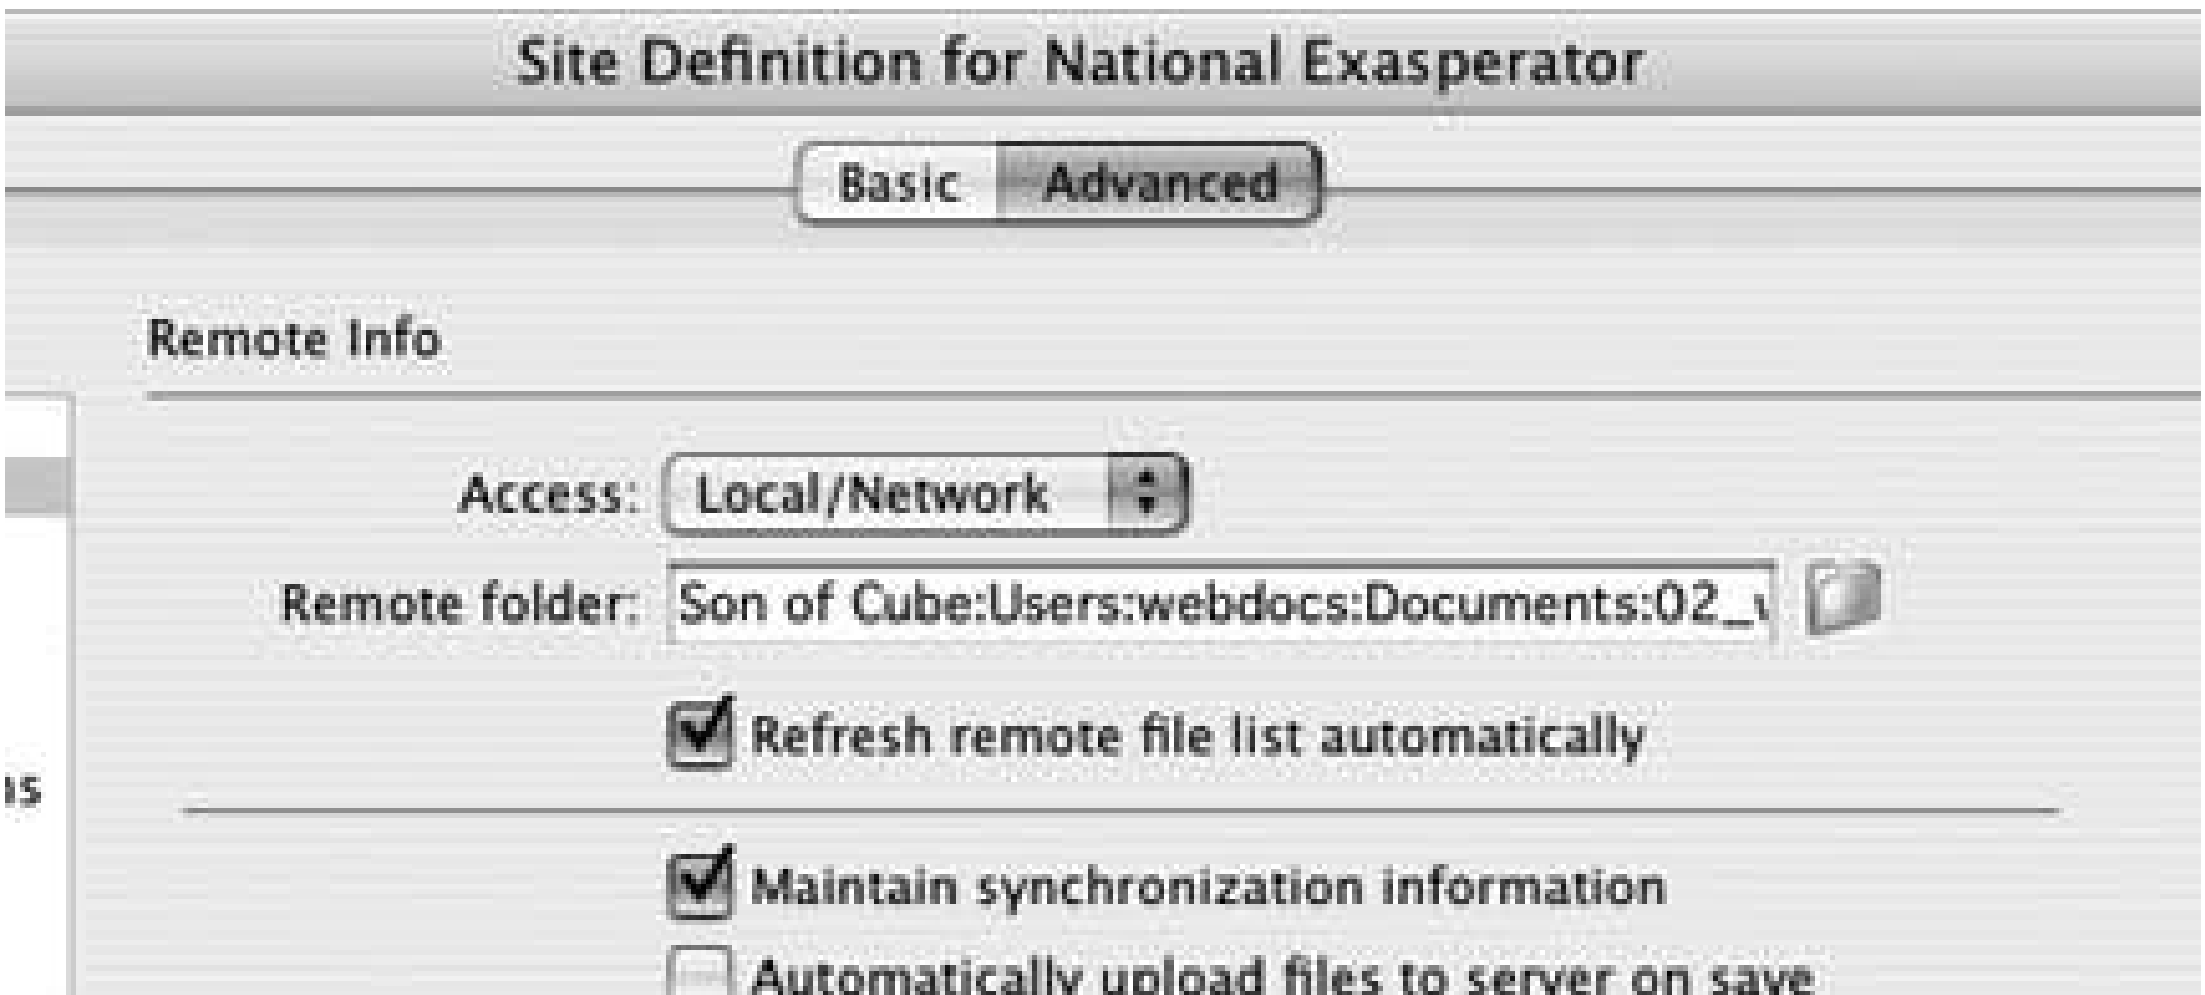 Site Definition for National Exasperator
Basic Advanced
Remote Info
Access: Local/Network
Remote folder: Son of Cube:Users:webdocs:Documents:02_
Refresh remote file list automatically
Maintain synchronization information
Automatically upload files to server on save